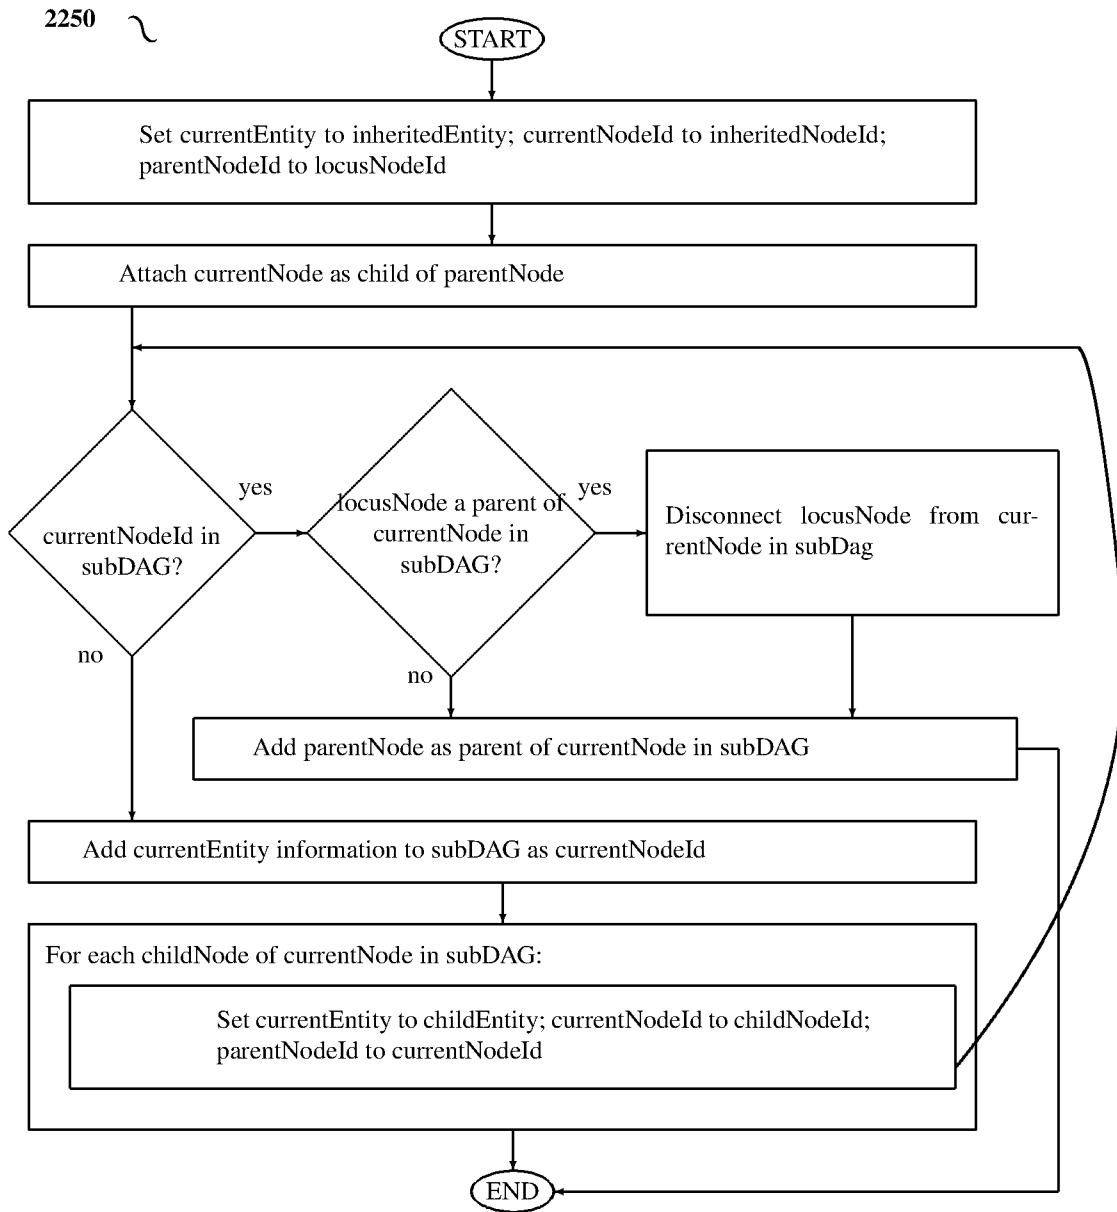 2250
START
Set currentEntity to inheritedEntity; currentNodeId to inheritedNodeId;
parentNodeId to locusNodeId
Attach currentNode as child of parentNode
yes
currentNodeId in
subDAG?
no
locusNode a parent of
currentNode in
subDAG?
yes
no
Disconnect locusNode from cur-
rentNode in subDag
Add parentNode as parent of currentNode in subDAG
Add currentEntity information to subDAG as currentNodeId
For each childNode of currentNode in subDAG:
Set currentEntity to childEntity; currentNodeId to childNodeId;
parentNodeId to currentNodeId
END